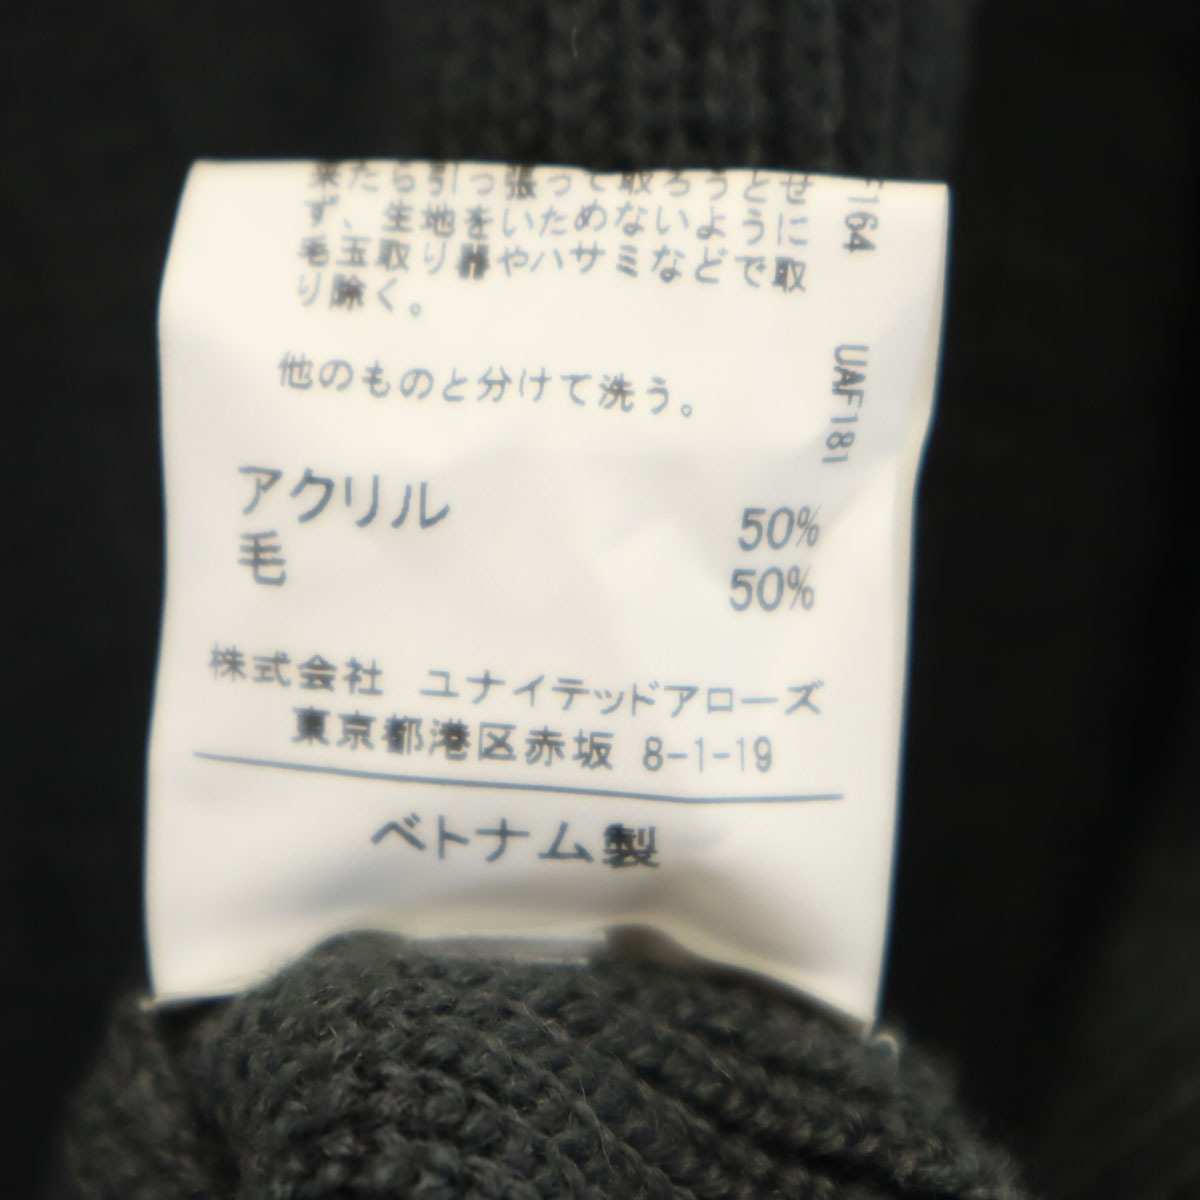 来たら引っ張って取ろうとせ
ず、生地をいためないように
毛玉取り器やハサミなどで取
り除く。
他のものと分けて洗う。
アクリル 50%
毛 50%
株式会社 ユナイテッドアローズ
東京都港区赤坂 8-1-19
ベトナム製
F164
UAF181